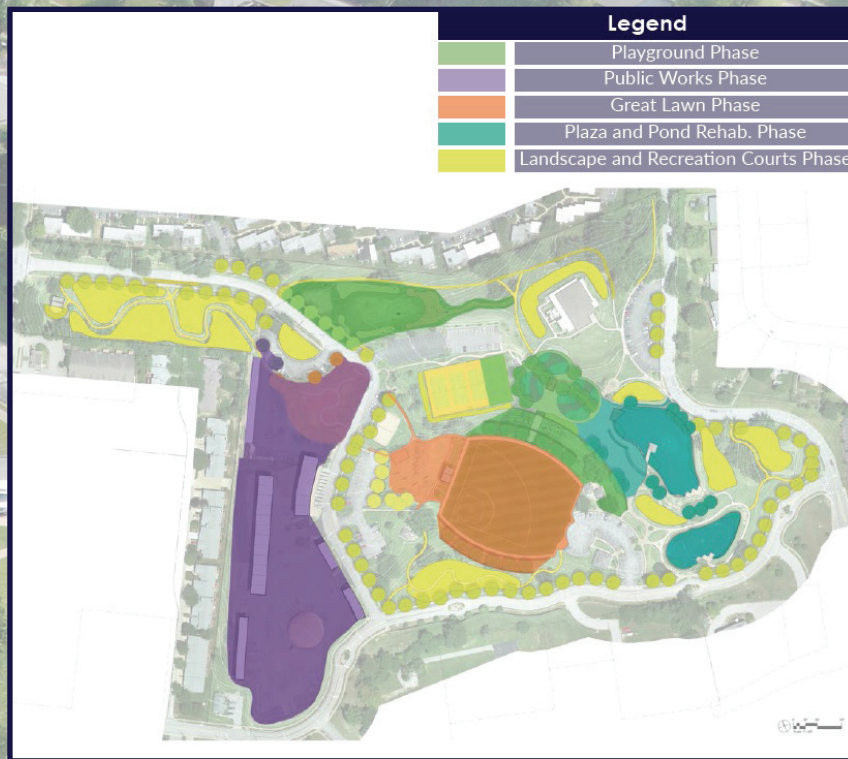 Legend
Playground Phase
Public Works Phase
Great Lawn Phase
Plaza and Pond Rehab. Phase
Landscape and Recreation Courts Phase